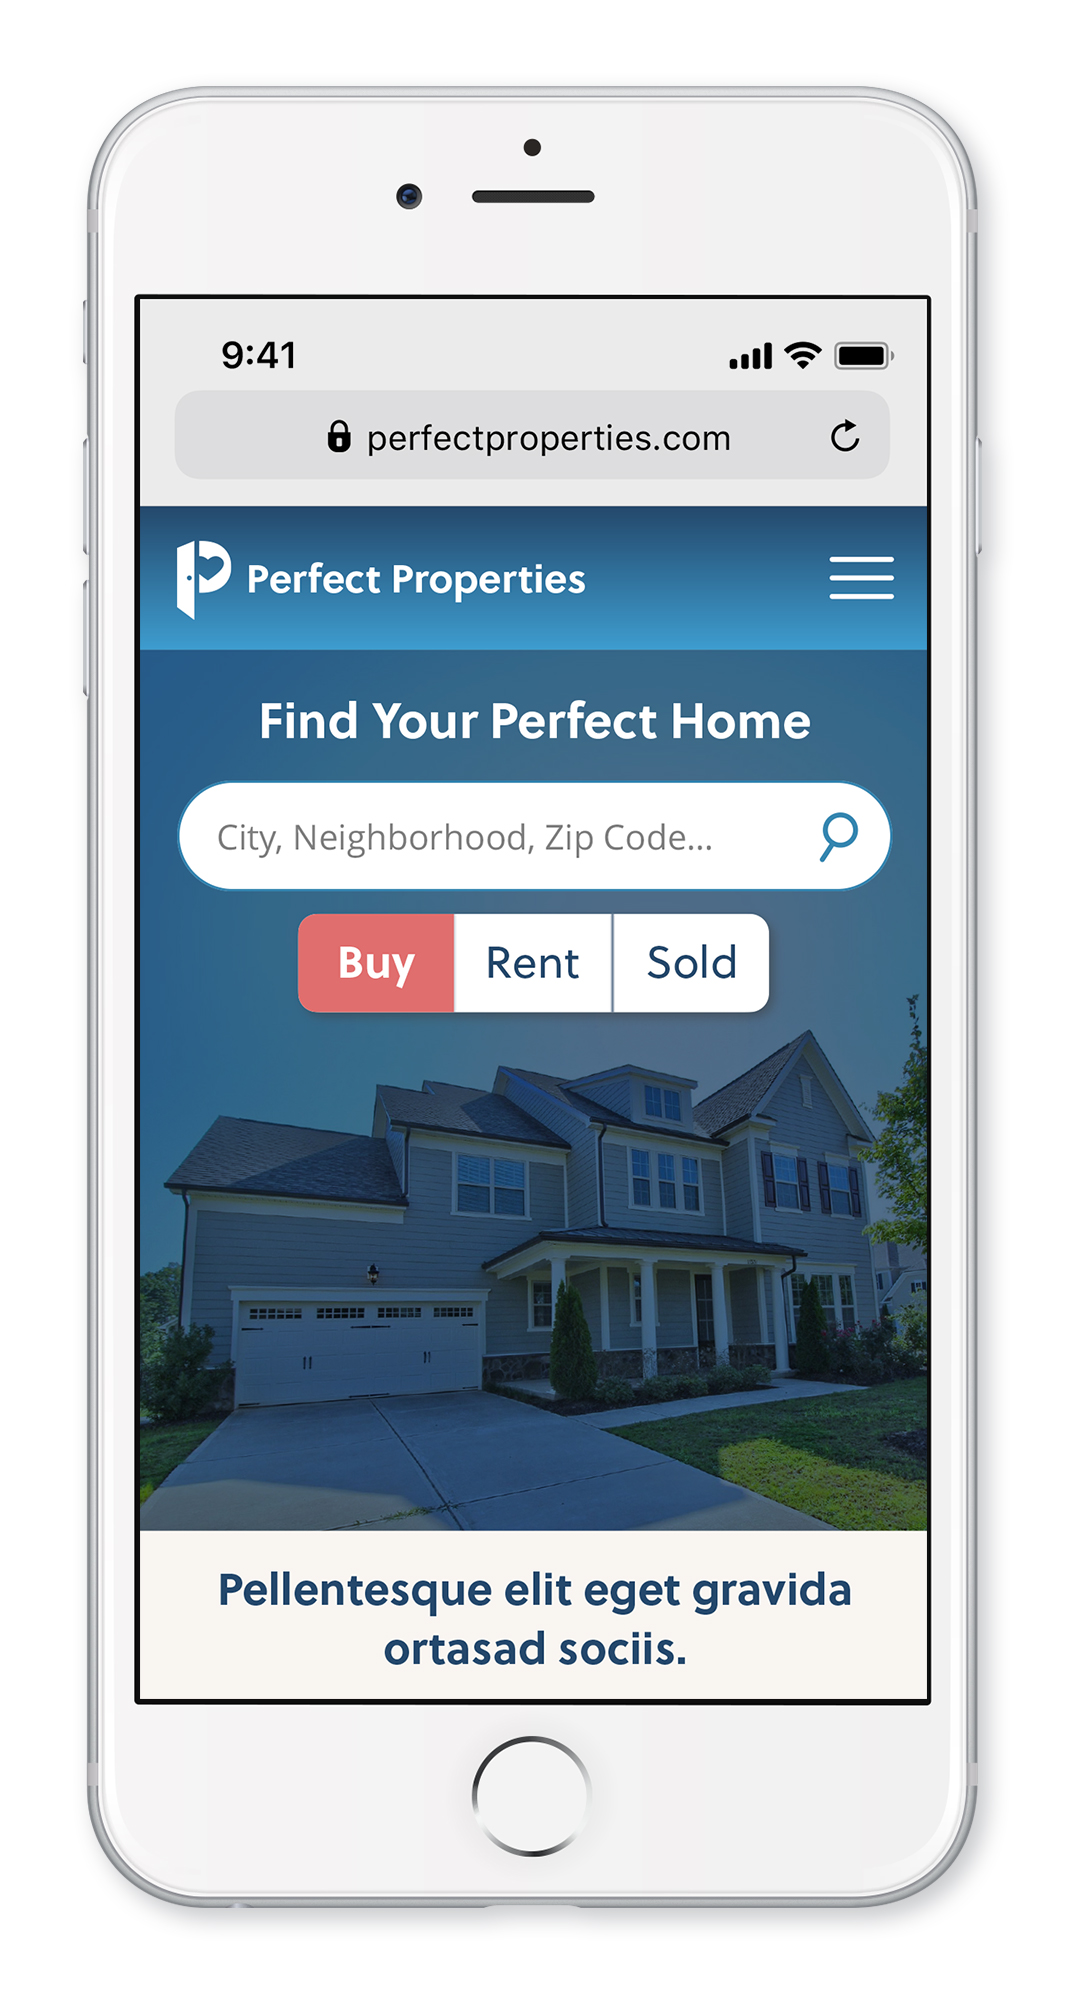 9:41
perfectproperties.com
Perfect Properties
Find Your Perfect Home
City, Neighborhood, Zip Code...
Buy
Rent
Sold
Pellentesque elit eget gravida
ortasad sociis.